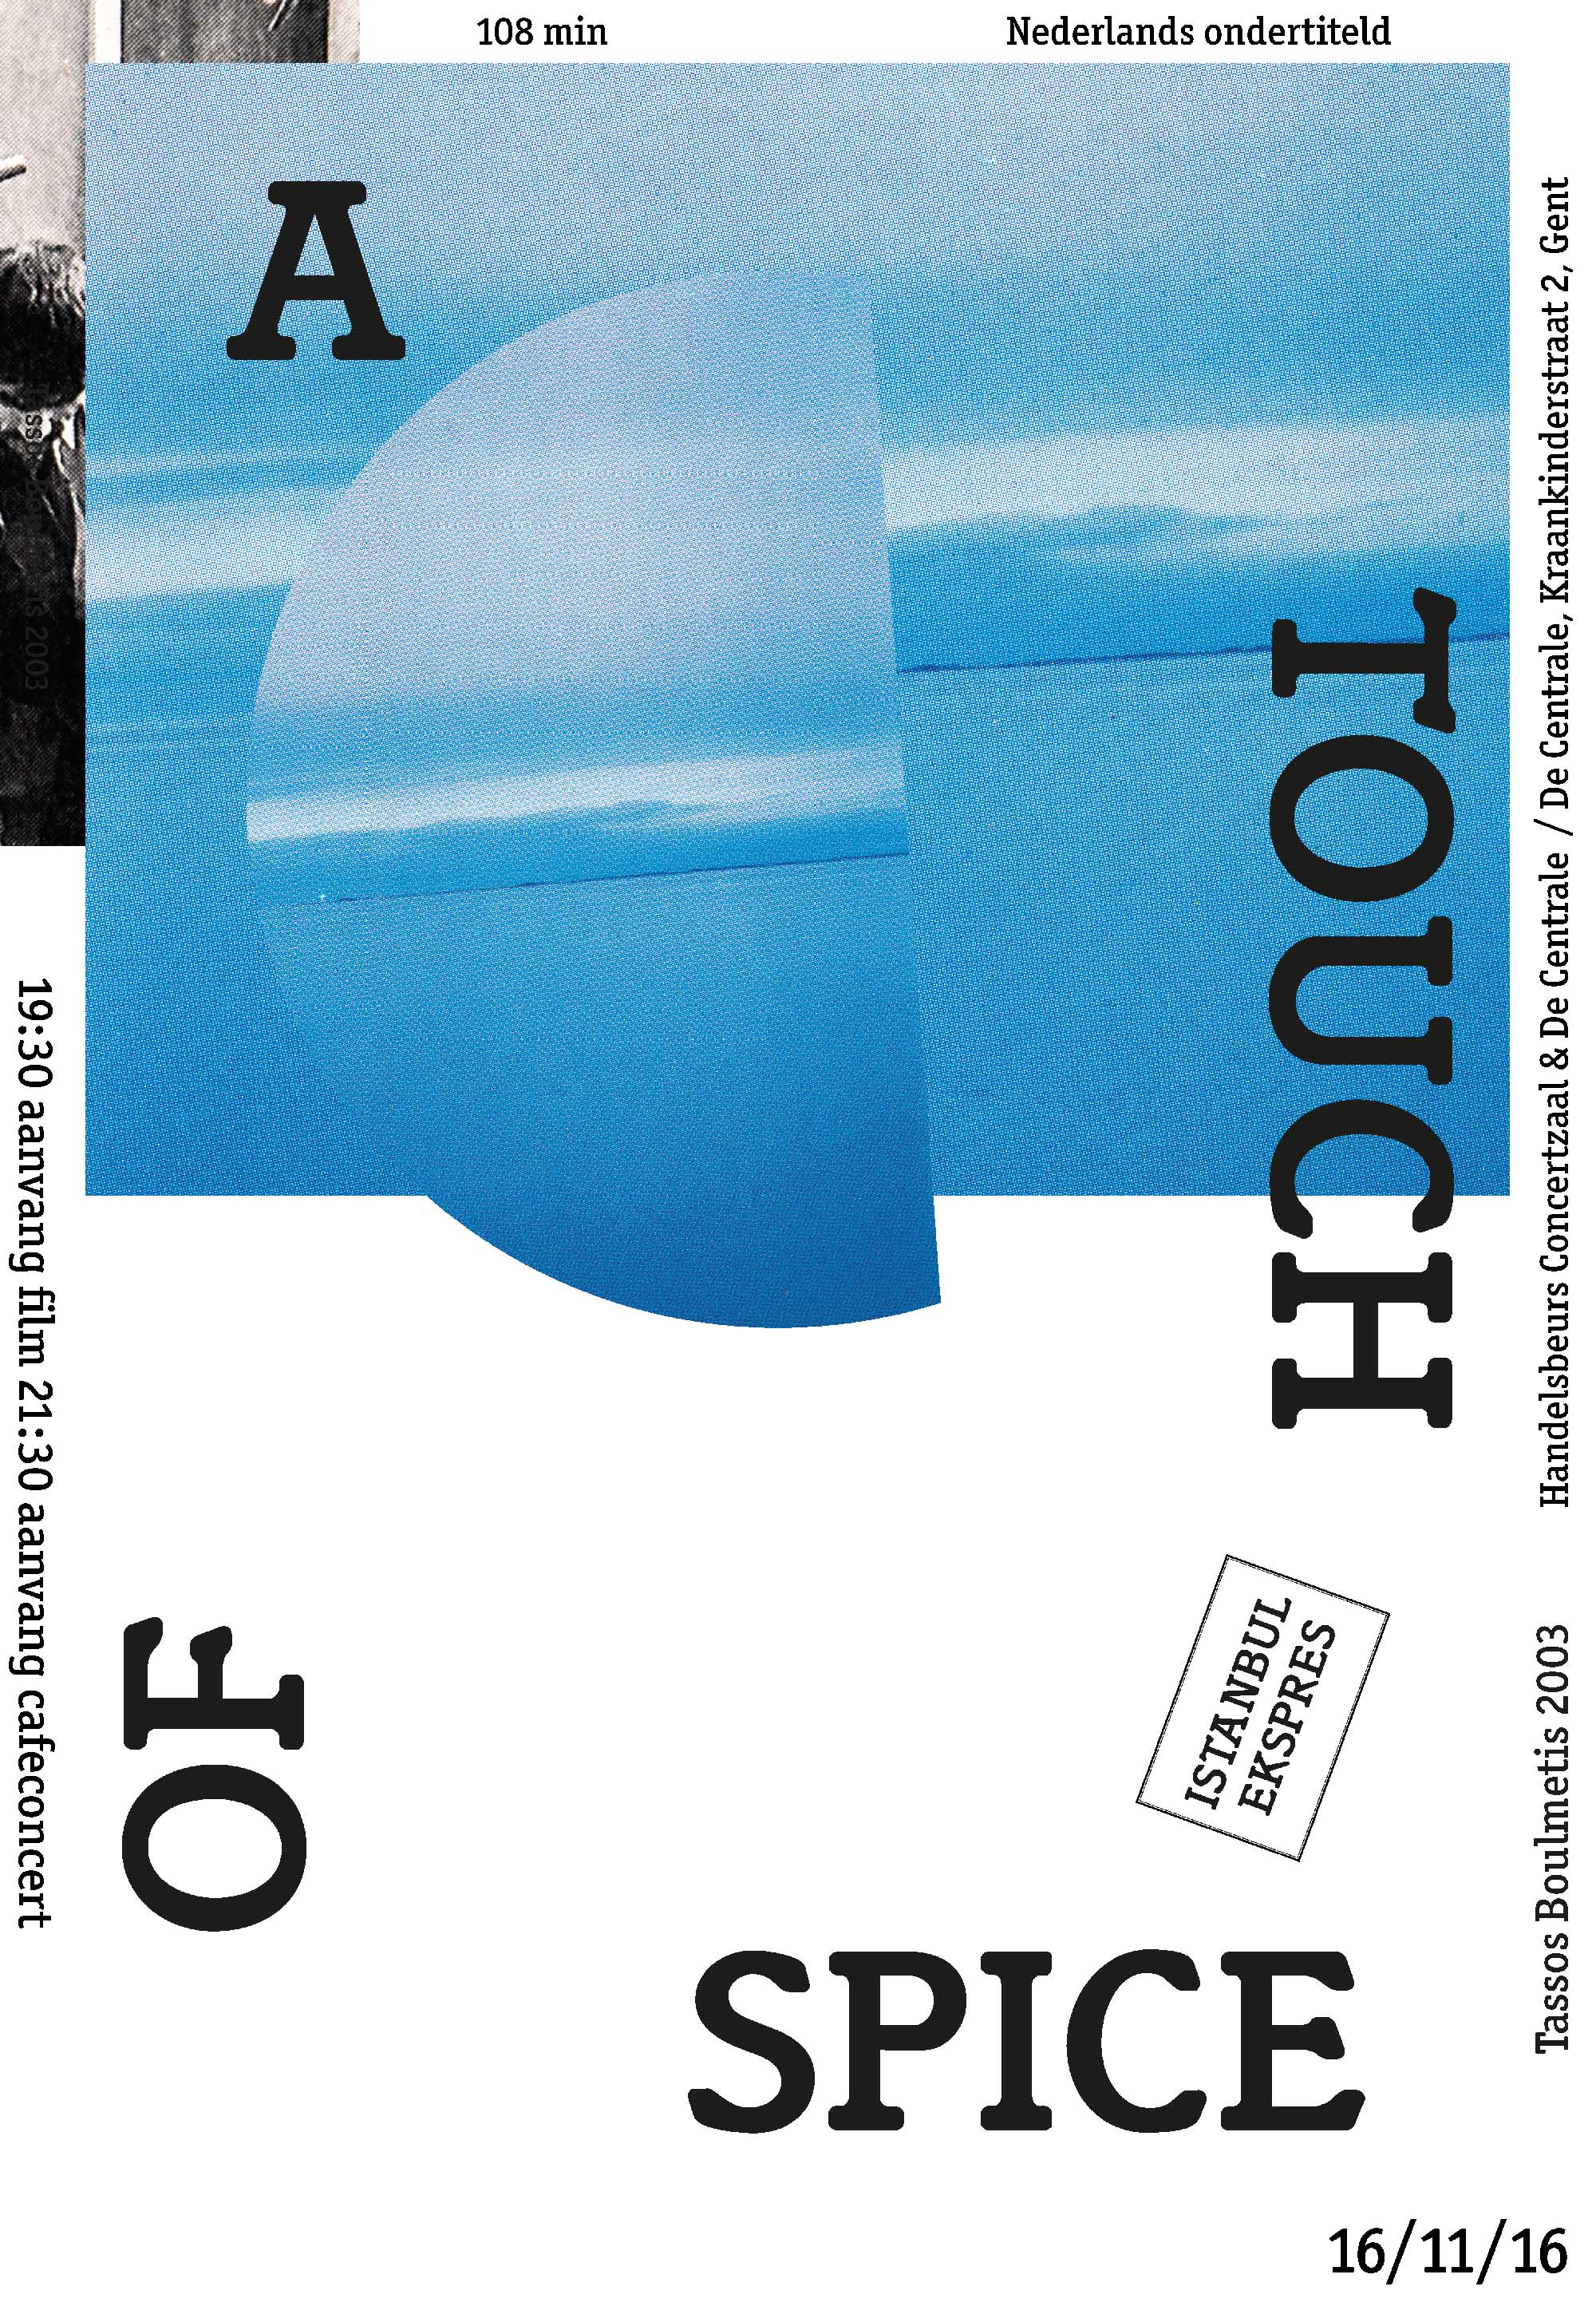 108 min
Nederlands ondertiteld
A
TOUCH
OF
SPICE
Handelsbeurs Concertzaal & De Centrale / De Centrale, Kraankinderstraat 2, Gent
Tassos Boulmetis 2003
19:30 aanvang film 21:30 aanvang cafeconcert
ISTANBUL
EKSPRES
16/11/16
2003